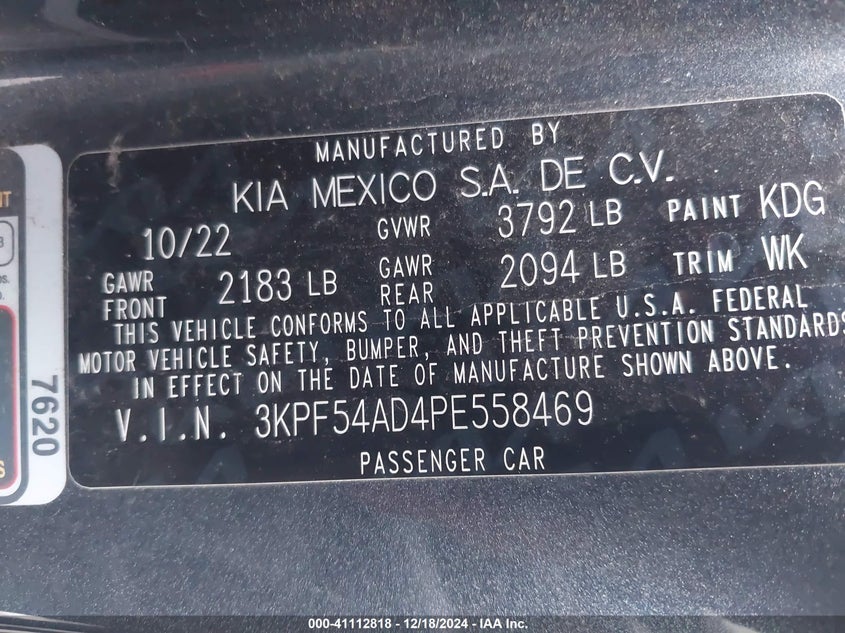 MANUFACTURED BY
KIA MEXICO S.A. DE C.V.
10/22 GVWR 3792 LB PAINT KDG
GAWR FRONT 2183 LB GAWR REAR 2094 LB TRIM WK
THIS VEHICLE CONFORMS TO ALL APPLICABLE U.S.A. FEDERAL
MOTOR VEHICLE SAFETY, BUMPER, AND THEFT PREVENTION STANDARDS
IN EFFECT ON THE DATE OF MANUFACTURE SHOWN ABOVE.
V.I.N. 3KPF54AD4PE558469
PASSENGER CAR
7620
000-41112818 - 12/18/2024 - IAA Inc.